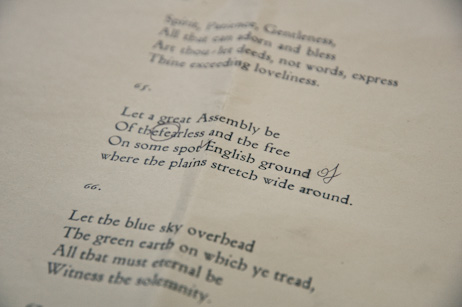 Spirit, Patience, Gentleness,
All that can adorn and bless
Art thou—let deeds, not words, express
Thine exceeding loveliness.
65.
Let a great Assembly be
Of thefearless and the free
On some spot English ground of
where the plains stretch wide around.
66.
Let the blue sky overhead
The green earth on which ye tread,
All that must eternal be
Witness the solemnity.